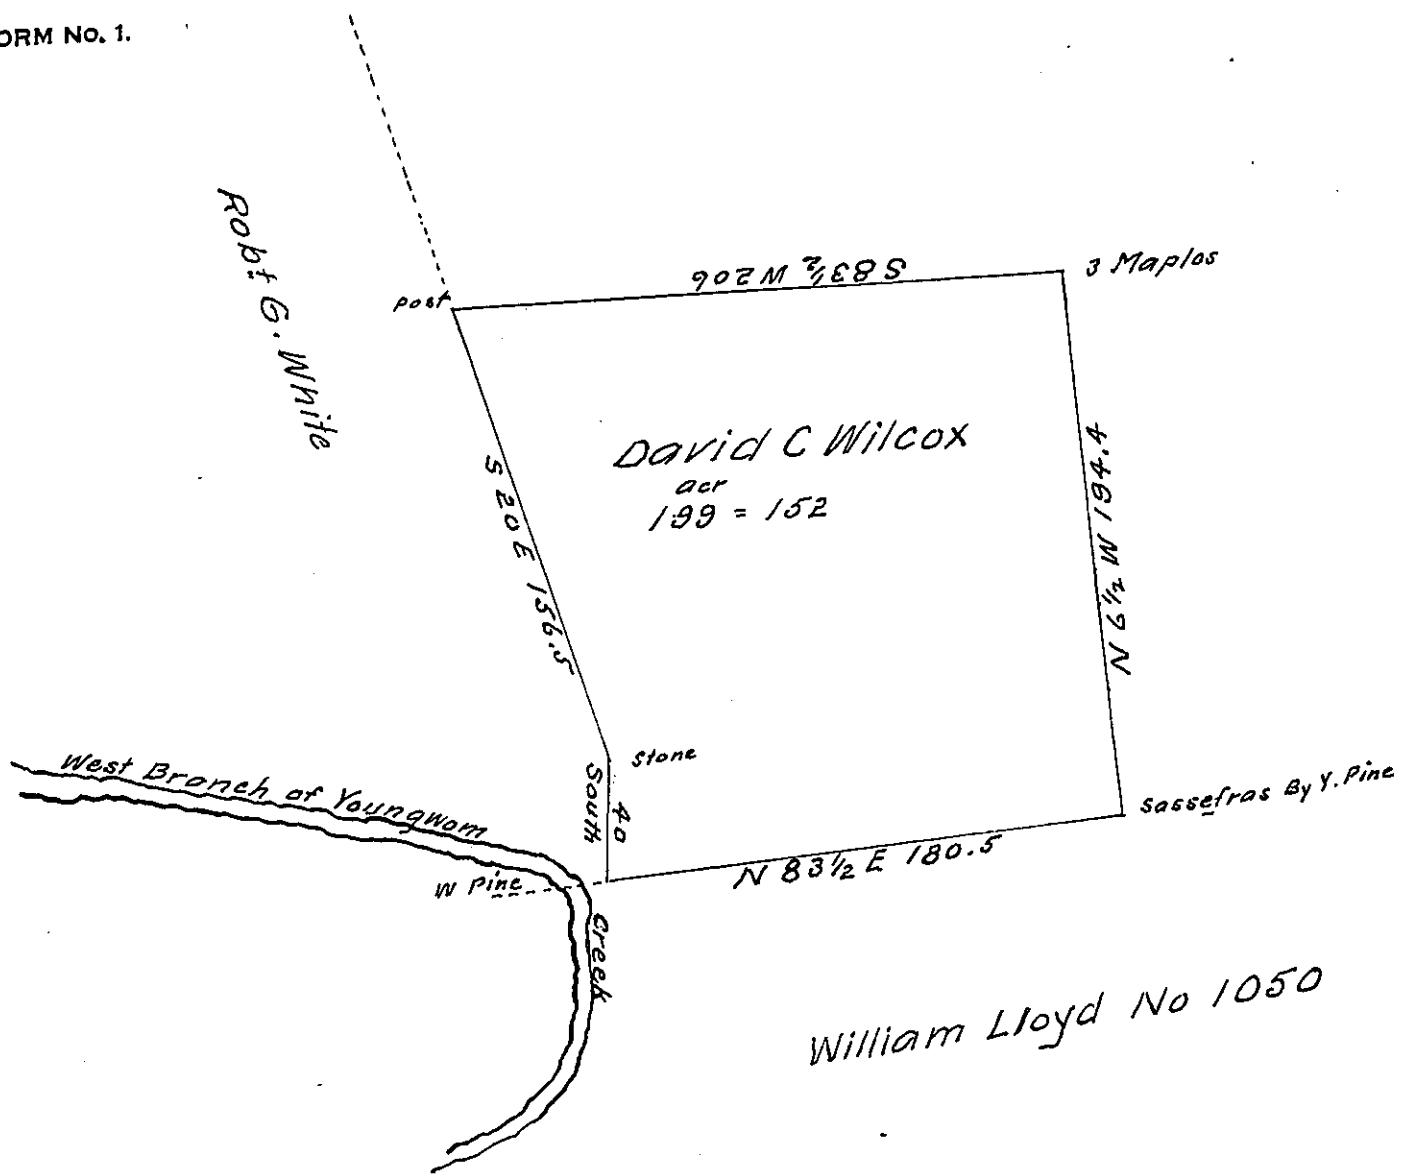 ORM No. 1.
Robt G. White
post
S 83½ W 206
3 Maplos
David C Wilcox
acr
199 = 152
S 20 E 156.5
N 6½ W 194.4
Stone
South 40
West Branch of Youngwom
Creek
W Pine
N 83½ E 180.5
Sassefras By Y. Pine
William Lloyd No 1050